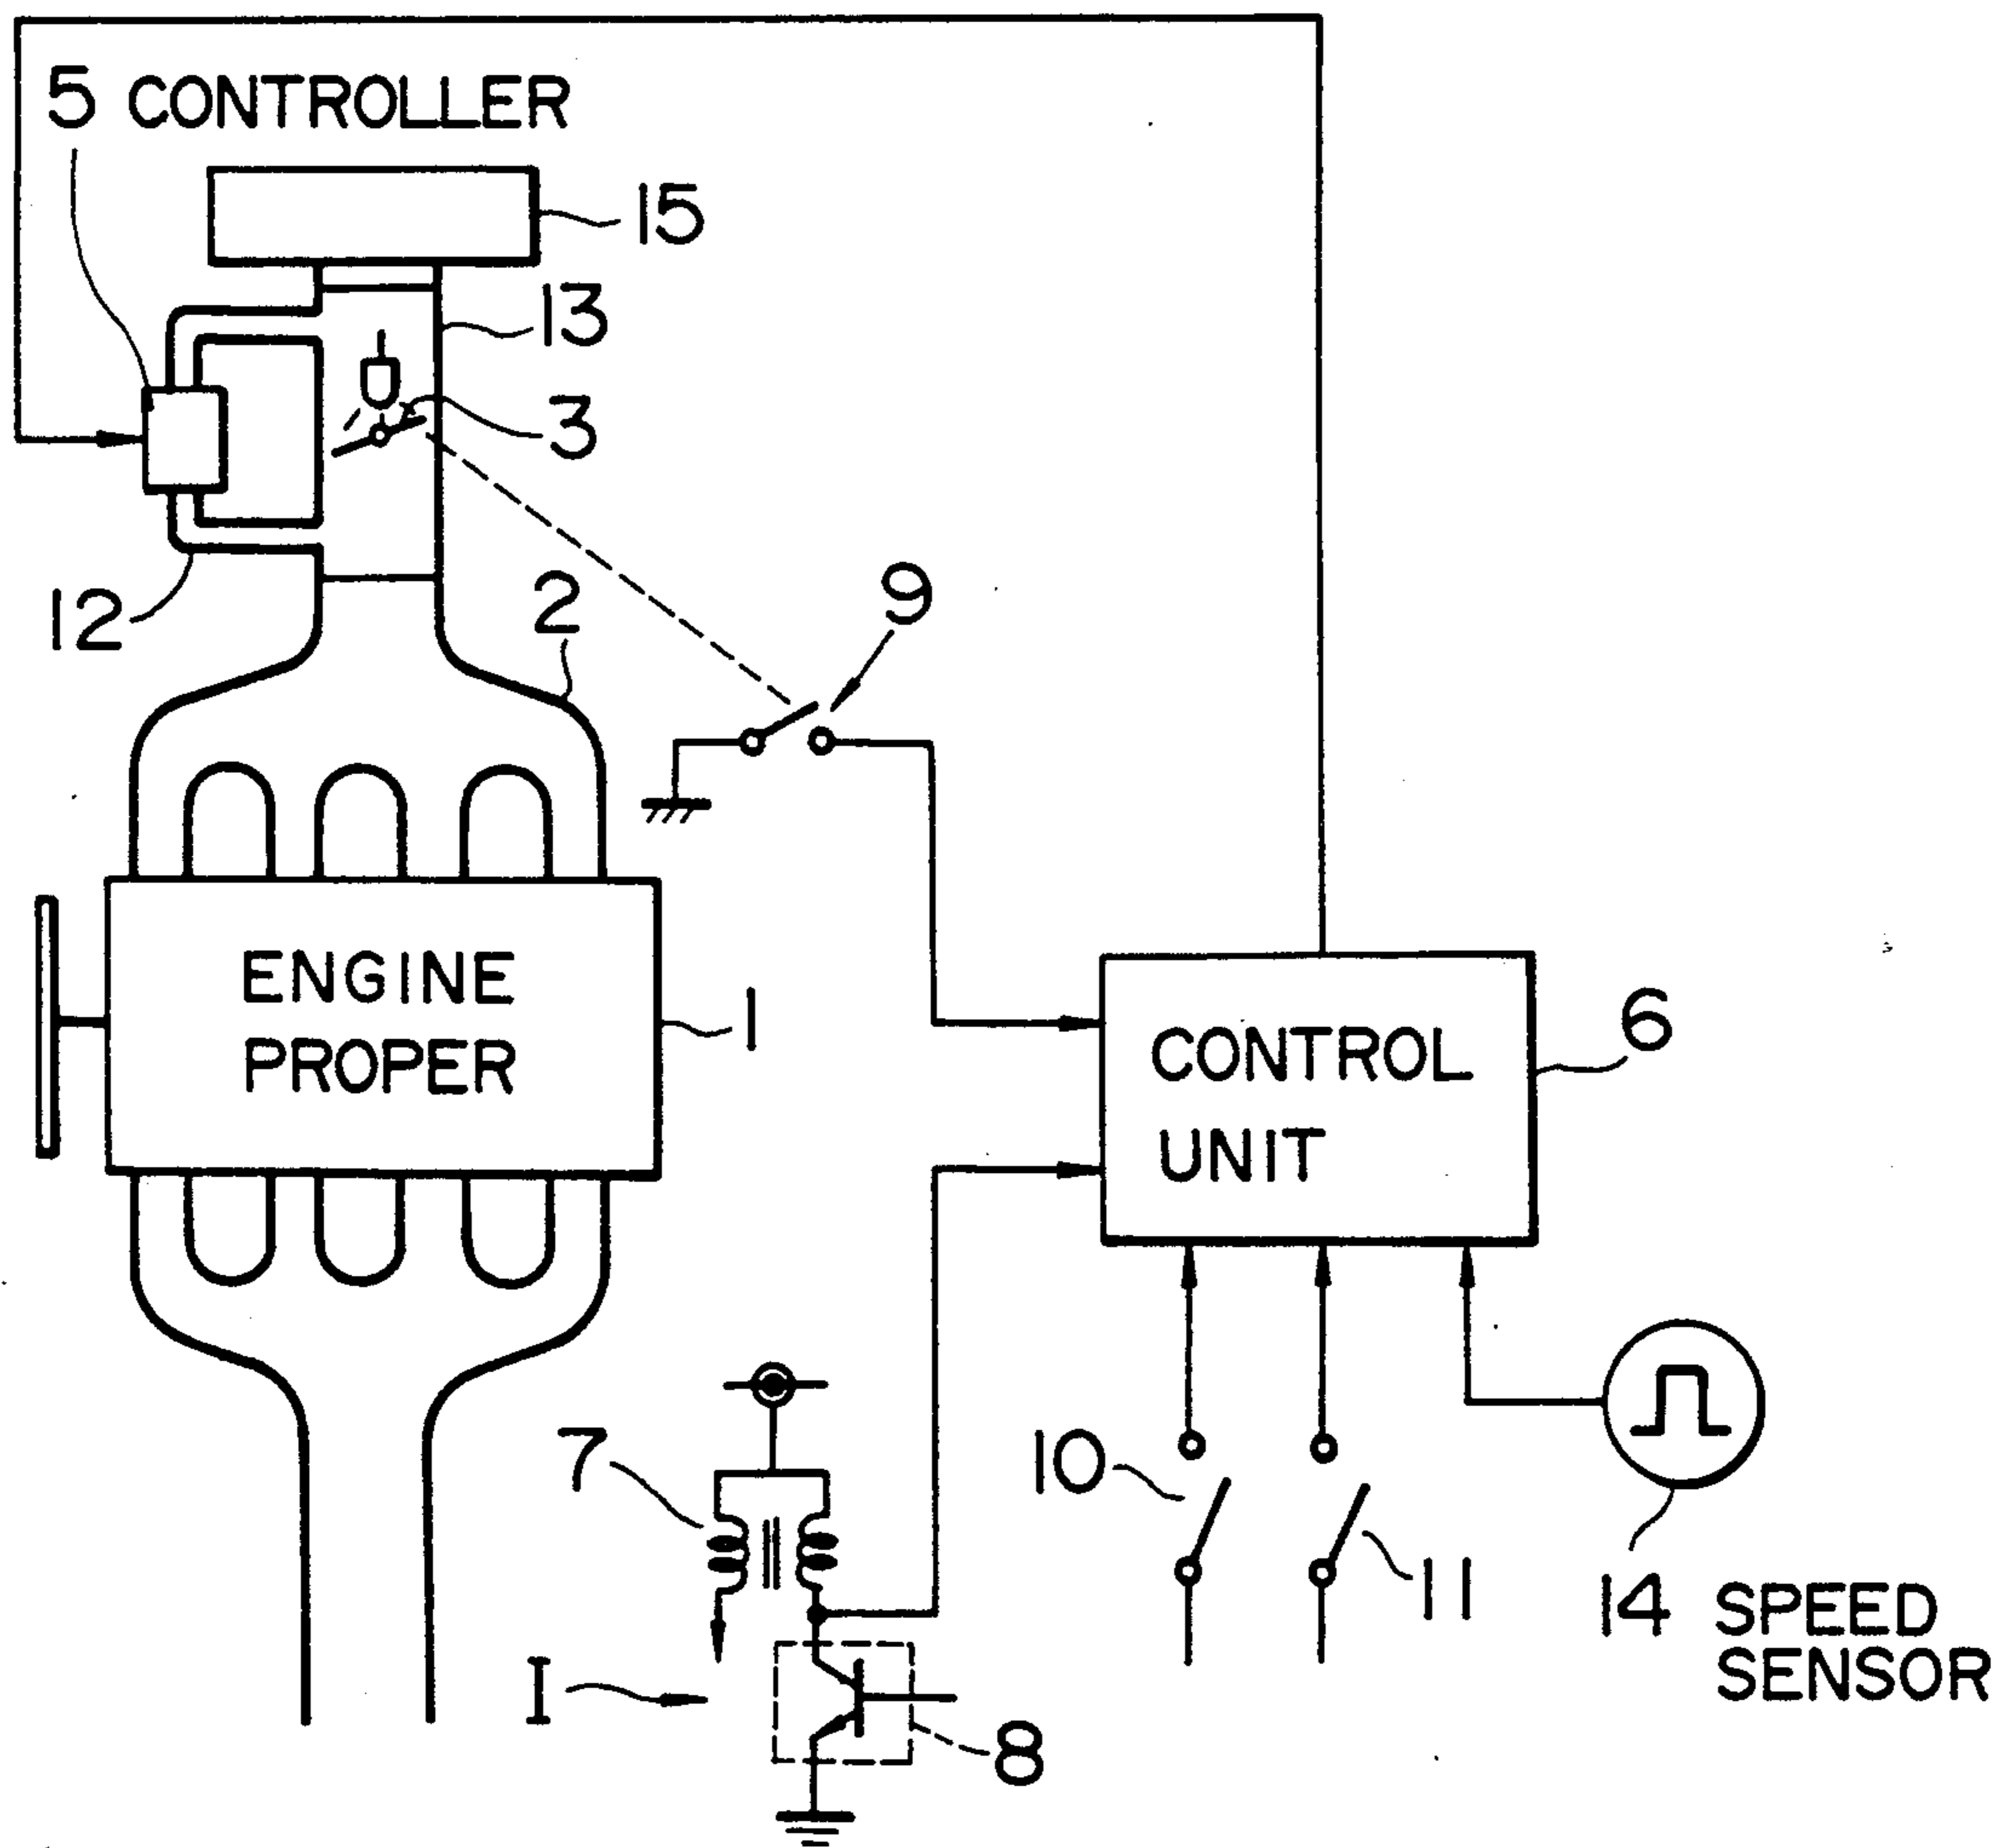 5 CONTROLLER
15
13
3
12
2
9
ENGINE
PROPER
1
CONTROL
UNIT
6
7
10
11
14 SPEED
SENSOR
I
8